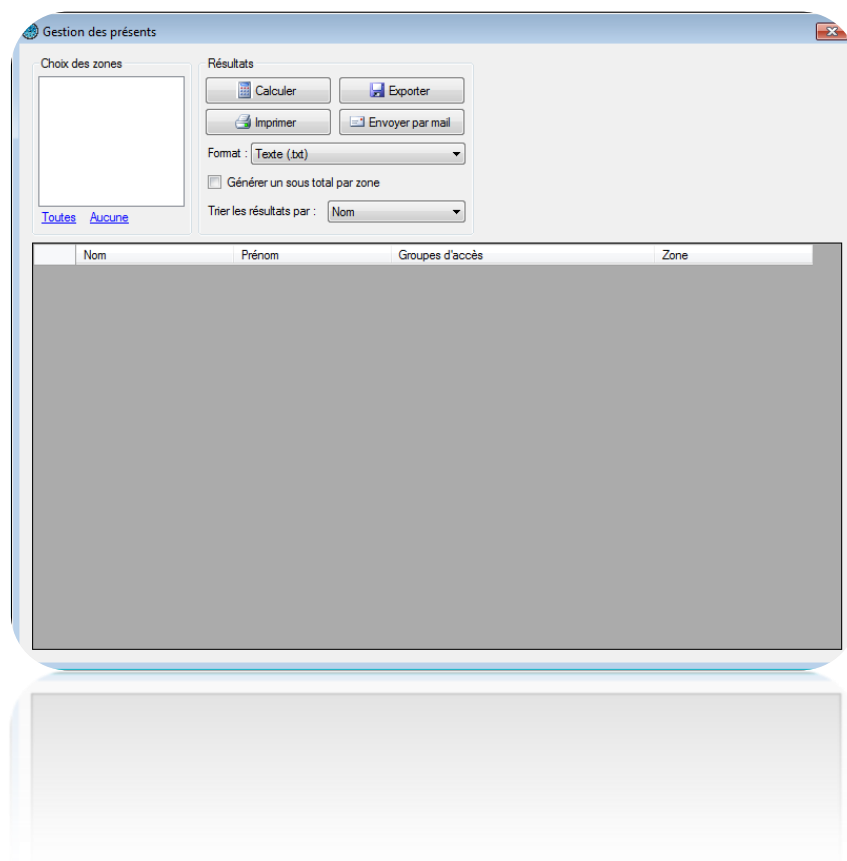 Gestion des présents
Choix des zones
Toutes Aucune
Résultats
Calculer Exporter
Imprimer Envoyer par mail
Format : Texte (.txt)
Générer un sous total par zone
Trier les résultats par : Nom
Nom Prénom Groupes d'accès Zone